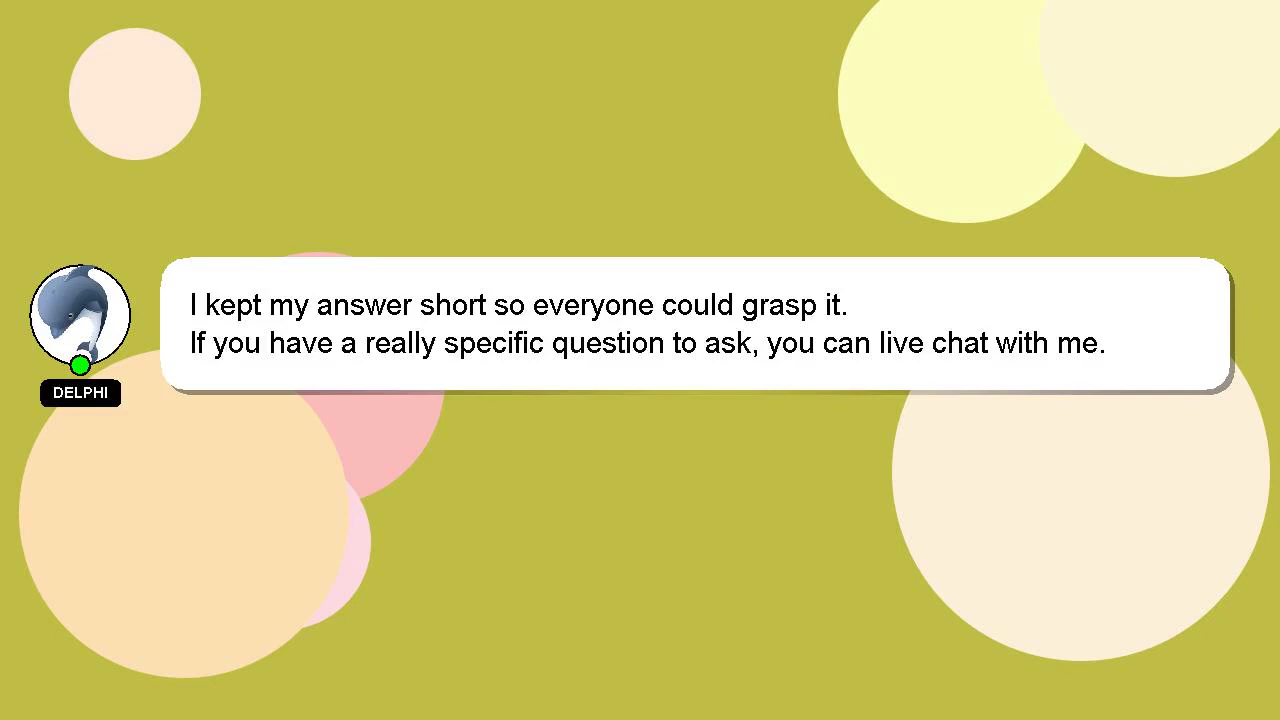 I kept my answer short so everyone could grasp it.
If you have a really specific question to ask, you can live chat with me.
DELPHI